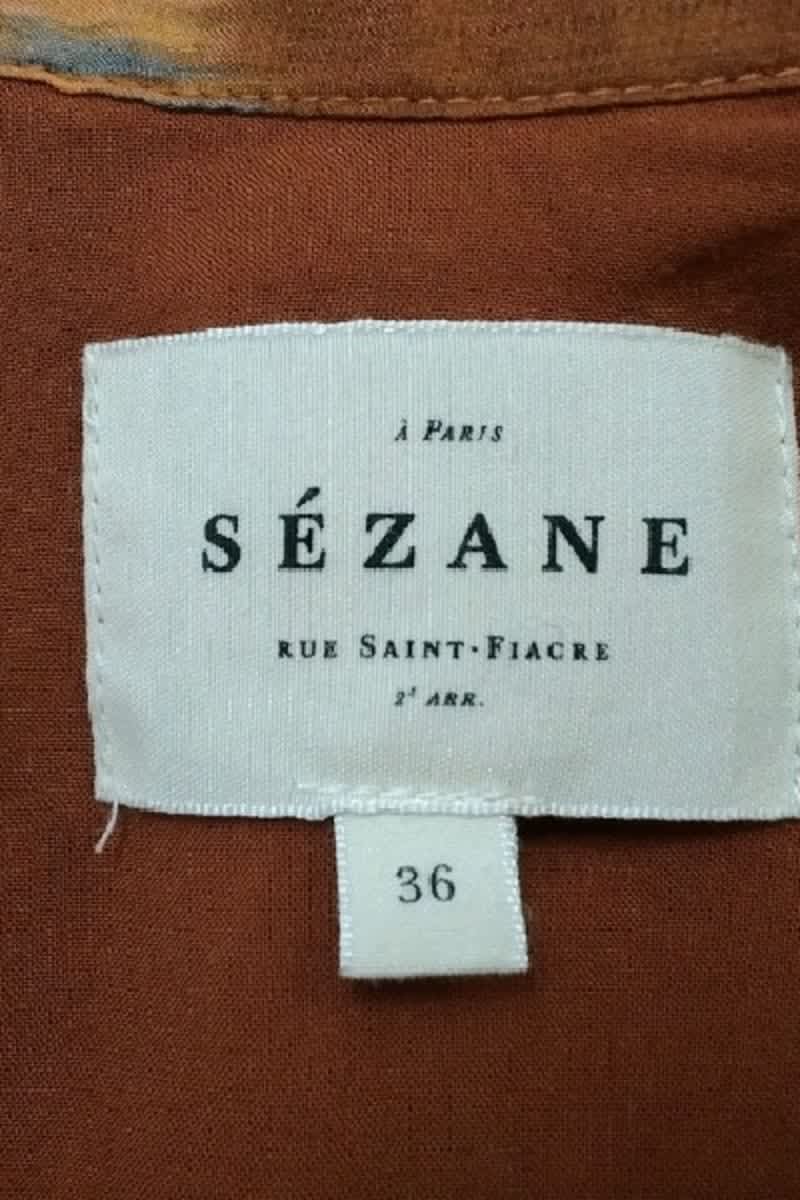 À PARIS
SÉZANE
RUE SAINT-FIACRE
2E ARR.
36